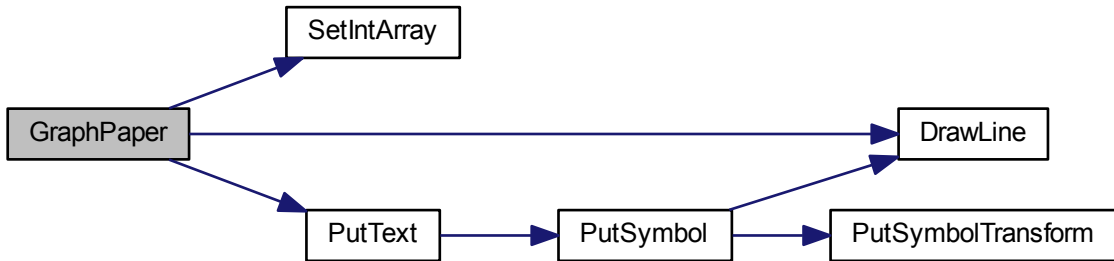 SetIntArray
GraphPaper
DrawLine
PutText
PutSymbol
PutSymbolTransform